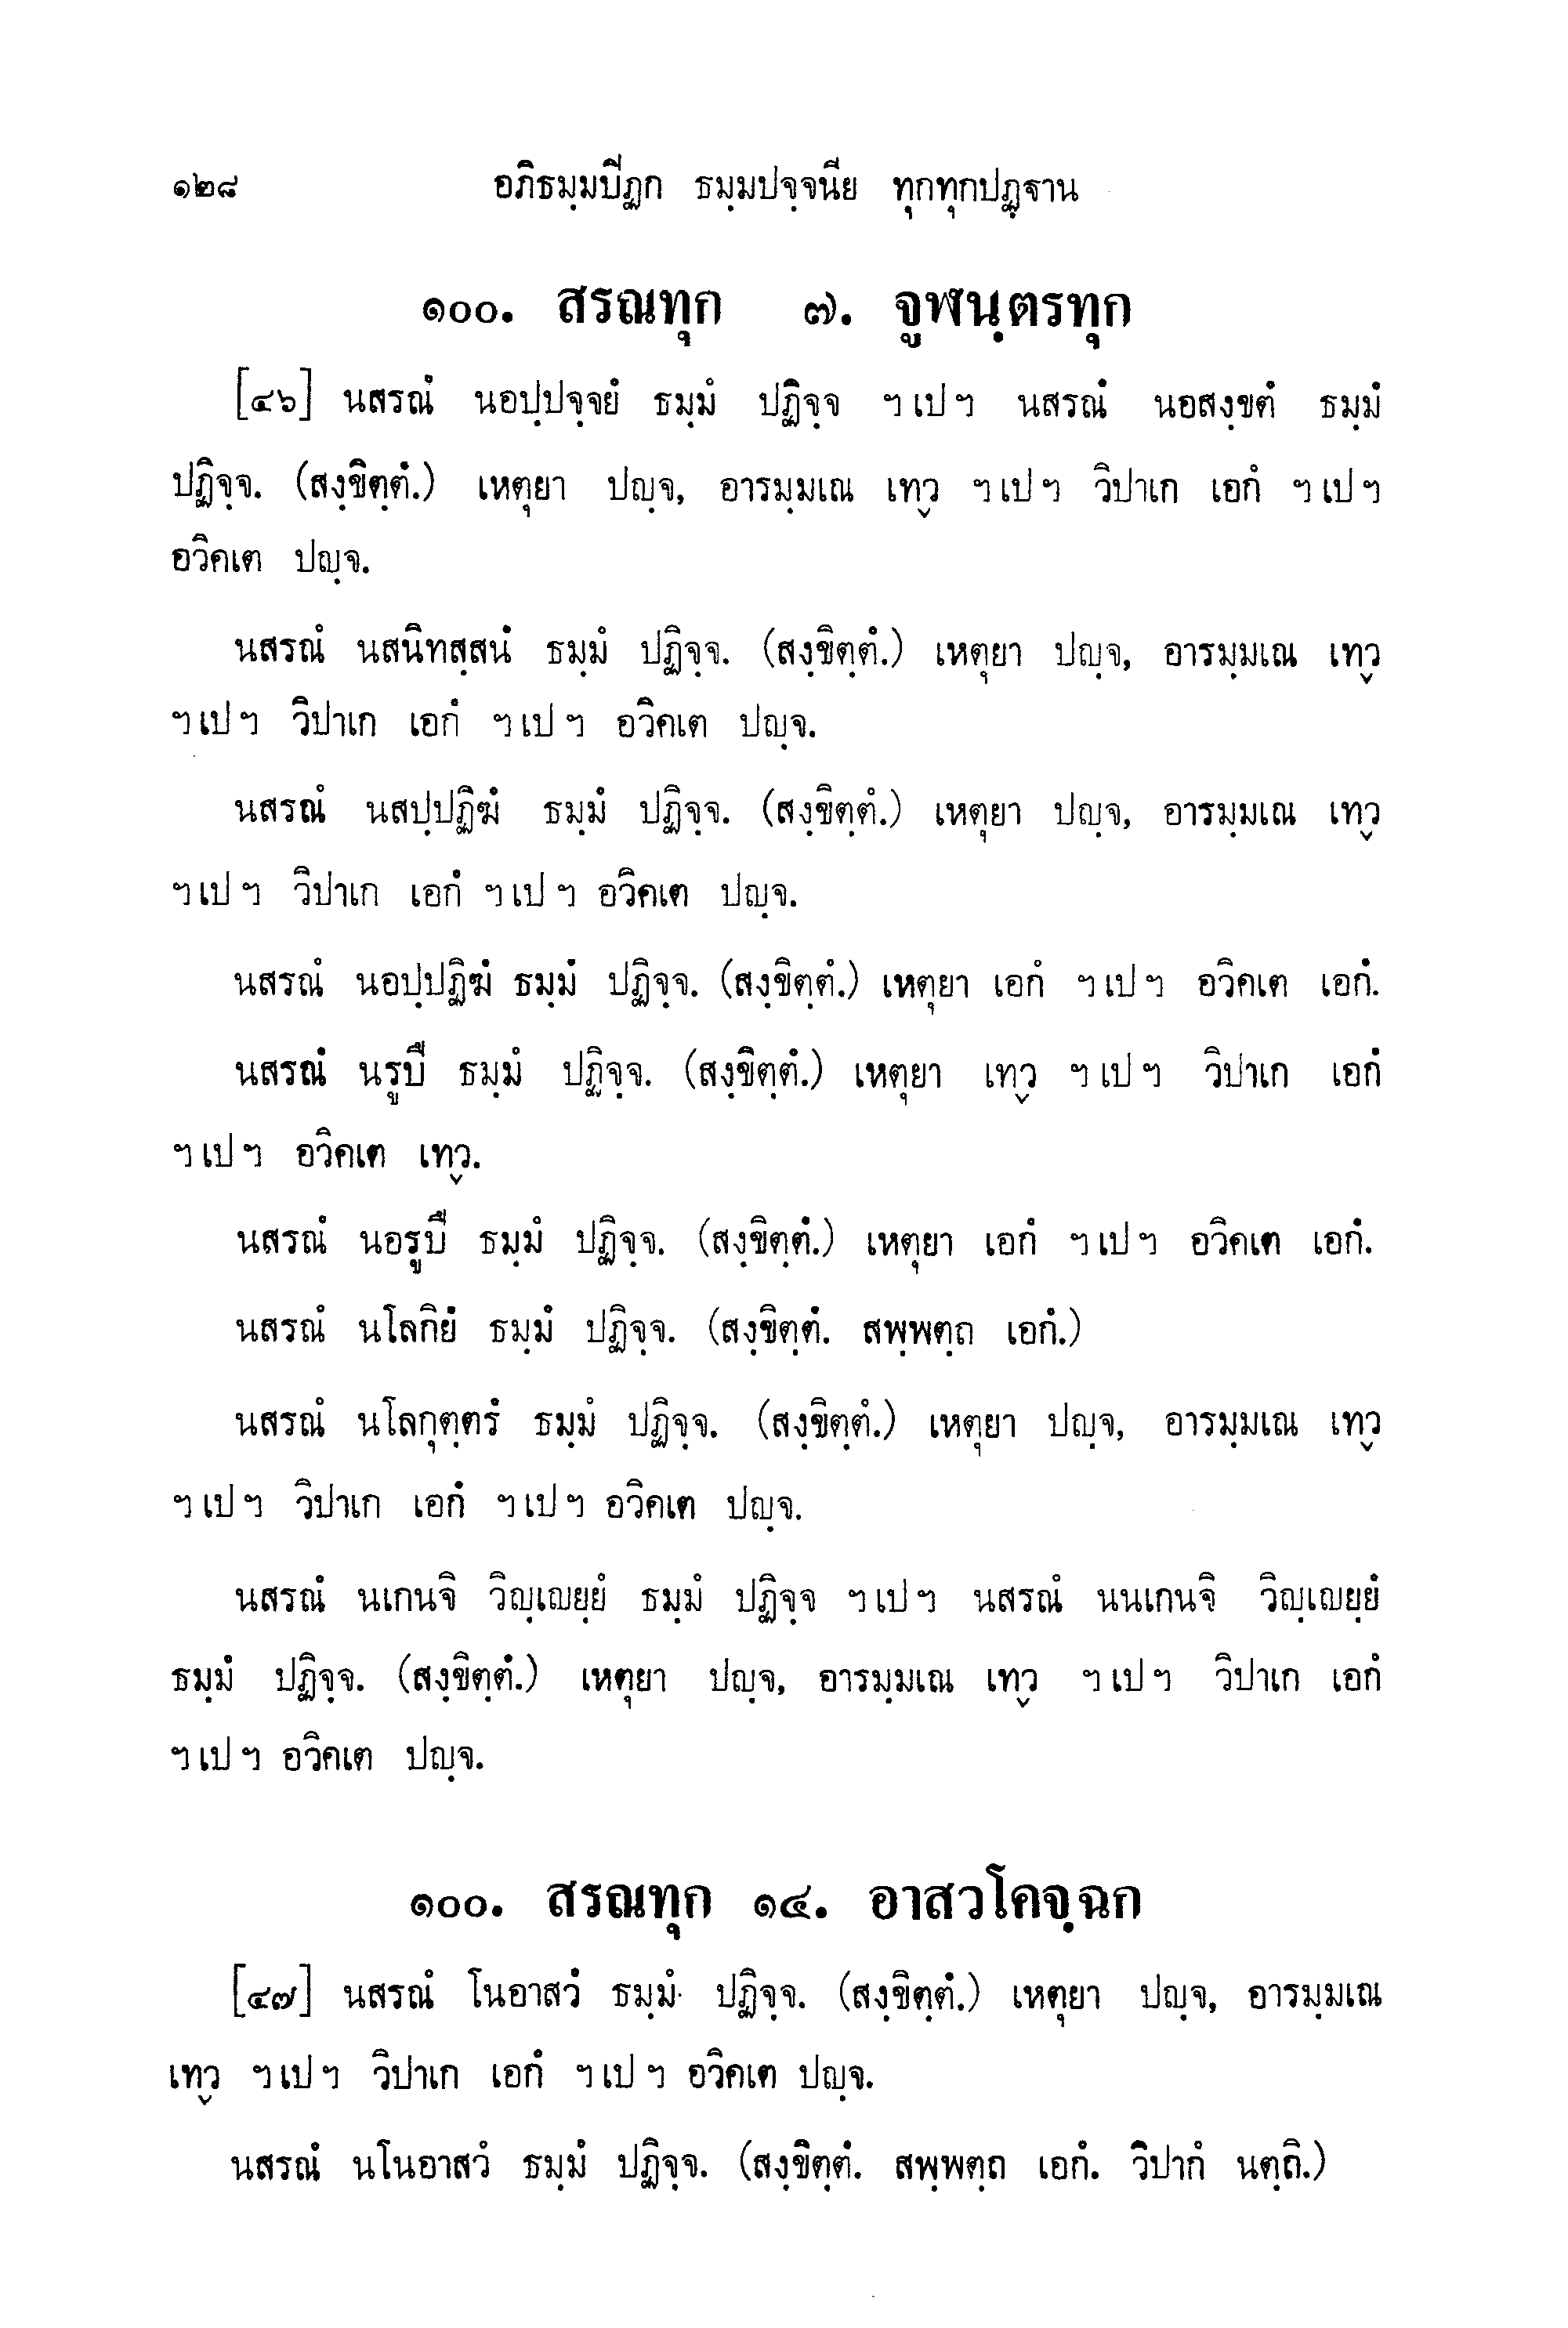 ๑๒๘ อภิธมฺมปีฏก ธมฺมปจฺจนีย ทุกทุกปฏฺฐาน
๑๐๐. สรณทุก ๗. จูฬนฺตรทุก
[๔๖] นสรณํ นอปฺปจฺจยํ ธมฺมํ ปฏิจฺจ ฯเปฯ นสรณํ นอสงฺขตํ ธมฺมํ
ปฏิจฺจ. (สงฺขิตฺตํ.) เหตุยา ปญฺจ, อารมฺมเณ เทฺว ฯเปฯ วิปาเก เอกํ ฯเปฯ
อวิคเต ปญฺจ.
นสรณํ นสนิทสฺสนํ ธมฺมํ ปฏิจฺจ. (สงฺขิตฺตํ.) เหตุยา ปญฺจ, อารมฺมเณ เทฺว
ฯเปฯ วิปาเก เอกํ ฯเปฯ อวิคเต ปญฺจ.
นสรณํ นสปฺปฏิฆํ ธมฺมํ ปฏิจฺจ. (สงฺขิตฺตํ.) เหตุยา ปญฺจ, อารมฺมเณ เทฺว
ฯเปฯ วิปาเก เอกํ ฯเปฯ อวิคเต ปญฺจ.
นสรณํ นอปฺปฏิฆํ ธมฺมํ ปฏิจฺจ. (สงฺขิตฺตํ.) เหตุยา เอกํ ฯเปฯ อวิคเต เอกํ.
นสรณํ นรูปึ ธมฺมํ ปฏิจฺจ. (สงฺขิตฺตํ.) เหตุยา เทฺว ฯเปฯ วิปาเก เอกํ
ฯเปฯ อวิคเต เทฺว.
นสรณํ นอรูปึ ธมฺมํ ปฏิจฺจ. (สงฺขิตฺตํ.) เหตุยา เอกํ ฯเปฯ อวิคเต เอกํ.
นสรณํ นโลกิยํ ธมฺมํ ปฏิจฺจ. (สงฺขิตฺตํ. สพฺพตฺถ เอกํ.)
นสรณํ นโลกุตฺตรํ ธมฺมํ ปฏิจฺจ. (สงฺขิตฺตํ.) เหตุยา ปญฺจ, อารมฺมเณ เทฺว
ฯเปฯ วิปาเก เอกํ ฯเปฯ อวิคเต ปญฺจ.
นสรณํ นเกนจิ วิญฺเญยฺยํ ธมฺมํ ปฏิจฺจ ฯเปฯ นสรณํ นนเกนจิ วิญฺเญยฺยํ
ธมฺมํ ปฏิจฺจ. (สงฺขิตฺตํ.) เหตุยา ปญฺจ, อารมฺมเณ เทฺว ฯเปฯ วิปาเก เอกํ
ฯเปฯ อวิคเต ปญฺจ.
๑๐๐. สรณทุก ๑๔. อาสวโคจฺฉก
[๔๗] นสรณํ โนอาสวํ ธมฺมํ ปฏิจฺจ. (สงฺขิตฺตํ.) เหตุยา ปญฺจ, อารมฺมเณ
เทฺว ฯเปฯ วิปาเก เอกํ ฯเปฯ อวิคเต ปญฺจ.
นสรณํ นโนอาสวํ ธมฺมํ ปฏิจฺจ. (สงฺขิตฺตํ. สพฺพตฺถ เอกํ. วิปากํ นตฺถิ.)